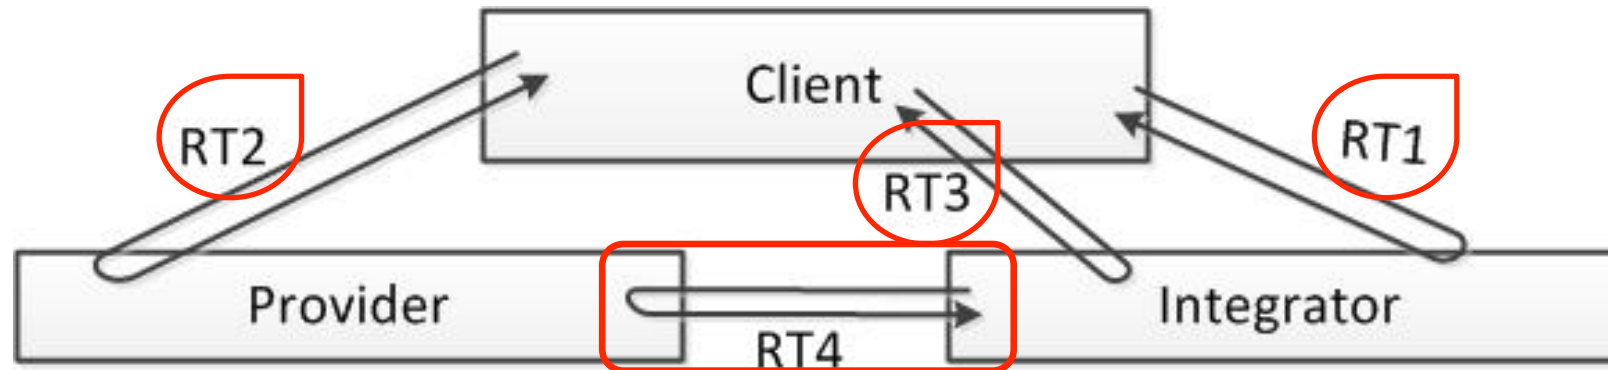 Client
RT2
RT1
RT3
Provider
Integrator
RT4